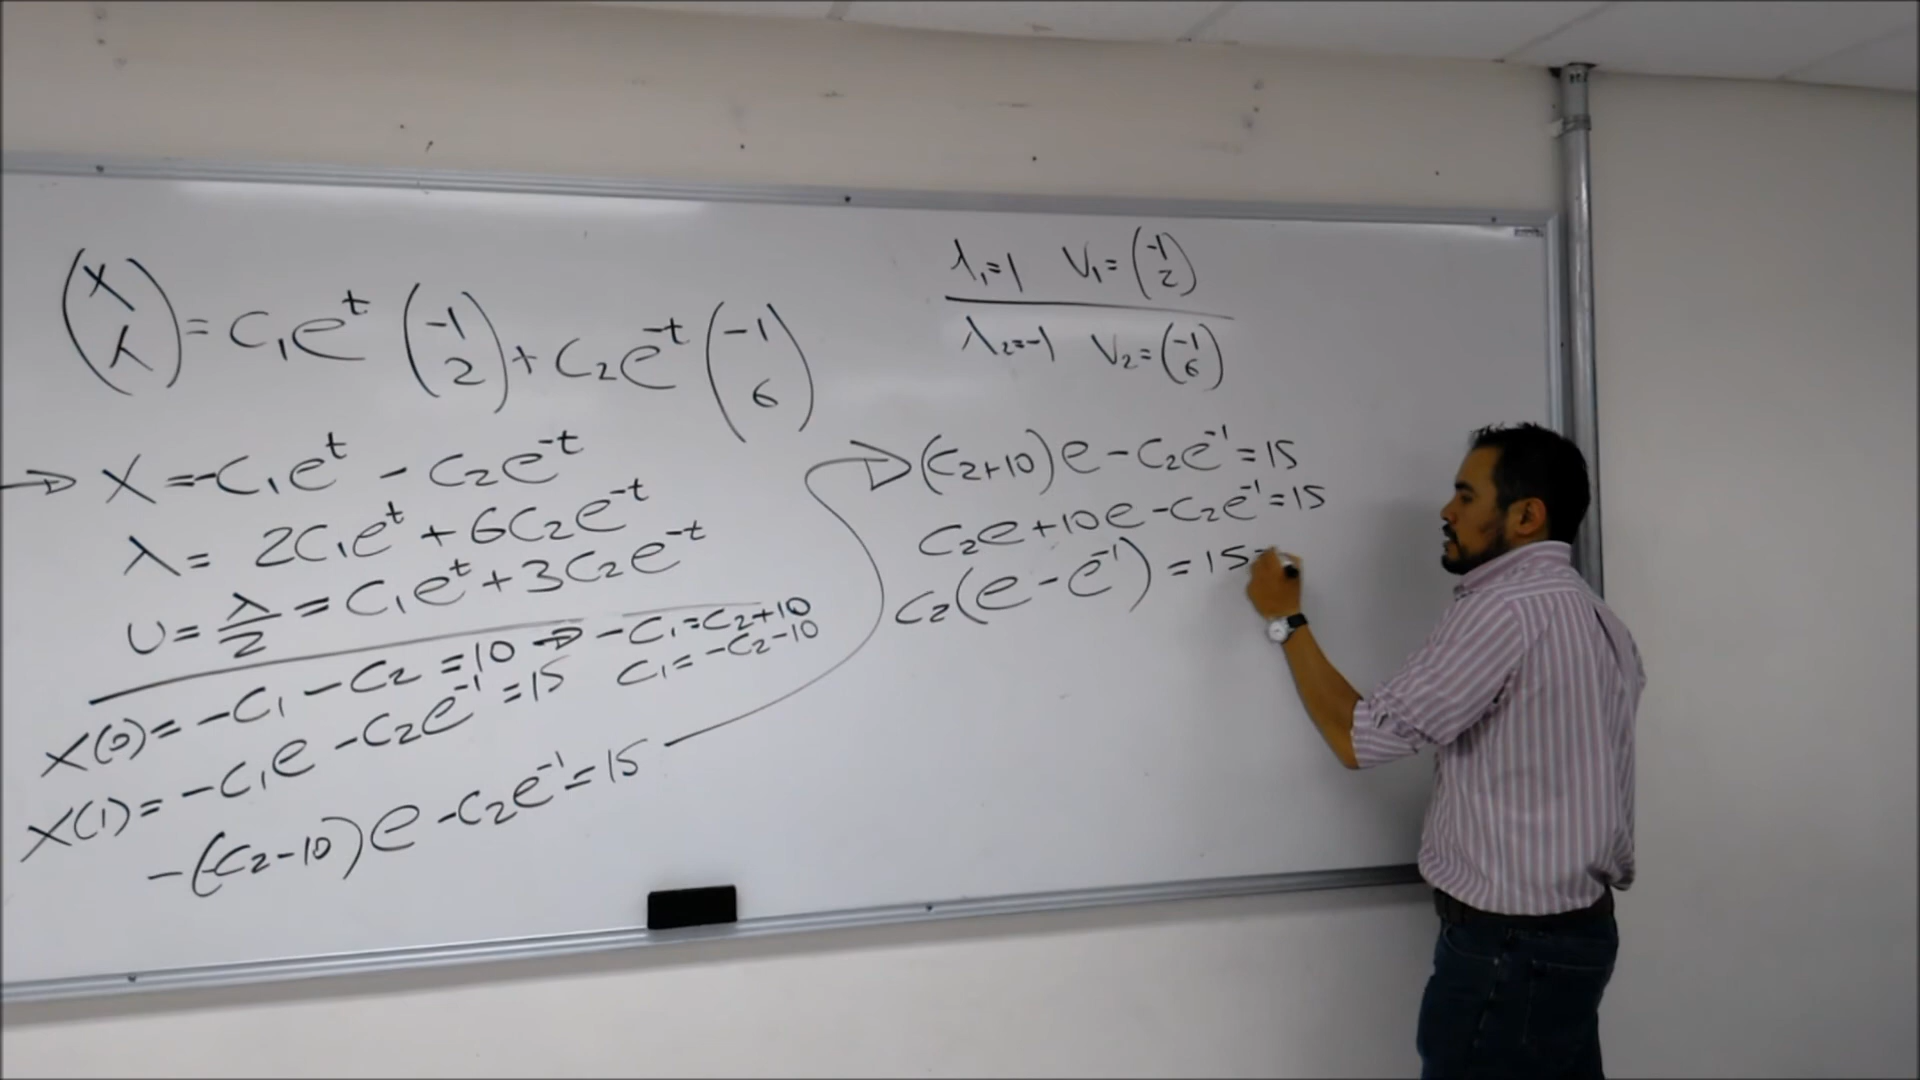 (x λ) = c₁eᵗ (-1 2) + c₂e⁻ᵗ (-1 6)
x = -c₁eᵗ - c₂e⁻ᵗ
λ = 2c₁eᵗ + 6c₂e⁻ᵗ
u = λ/2 = c₁eᵗ + 3c₂e⁻ᵗ
x(0) = -c₁ - c₂ = 10 ⇒ -c₁ = c₂+10
c₁ = -c₂-10
x(1) = -c₁e - c₂e⁻¹ = 15
-(-c₂-10)e - c₂e⁻¹ = 15
λ₁=1 V₁= (-1 2)
λ₂=-1 V₂= (-1 6)
(c₂+10)e - c₂e⁻¹ = 15
c₂e + 10e - c₂e⁻¹ = 15
c₂(e - e⁻¹) = 15-